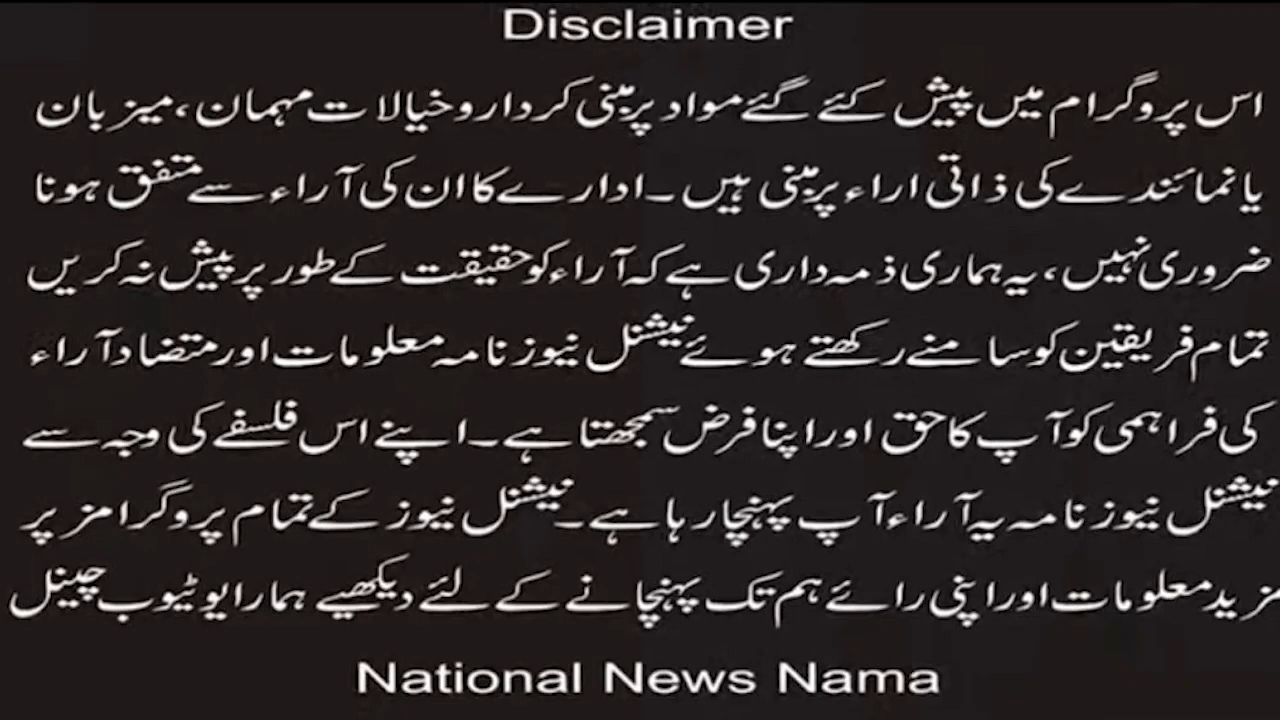 Disclaimer
اس پروگرام میں پیش کئے گئے مواد پر مبنی کردار و خیالات مہمان، میزبان
یا نمائندے کی ذاتی اراء پر مبنی ہیں۔ ادارے کا ان کی آراء سے متفق ہونا
ضروری نہیں، یہ ہماری ذمہ داری ہے کہ آراء کو حقیقت کے طور پر پیش نہ کریں
تمام فریقین کو سامنے رکھتے ہوئے نیشنل نیوز نامہ معلومات اور متضاد آراء
کی فراہمی کو آپ کا حق اور اپنا فرض سمجھتا ہے۔ اپنے اس فلسفے کی وجہ سے
نیشنل نیوز نامہ یہ آراء آپ پہنچا رہا ہے۔ نیشنل نیوز کے تمام پروگرامز پر
مزید معلومات اور اپنی رائے ہم تک پہنچانے کے لئے دیکھیے ہمارا یوٹیوب چینل
National News Nama